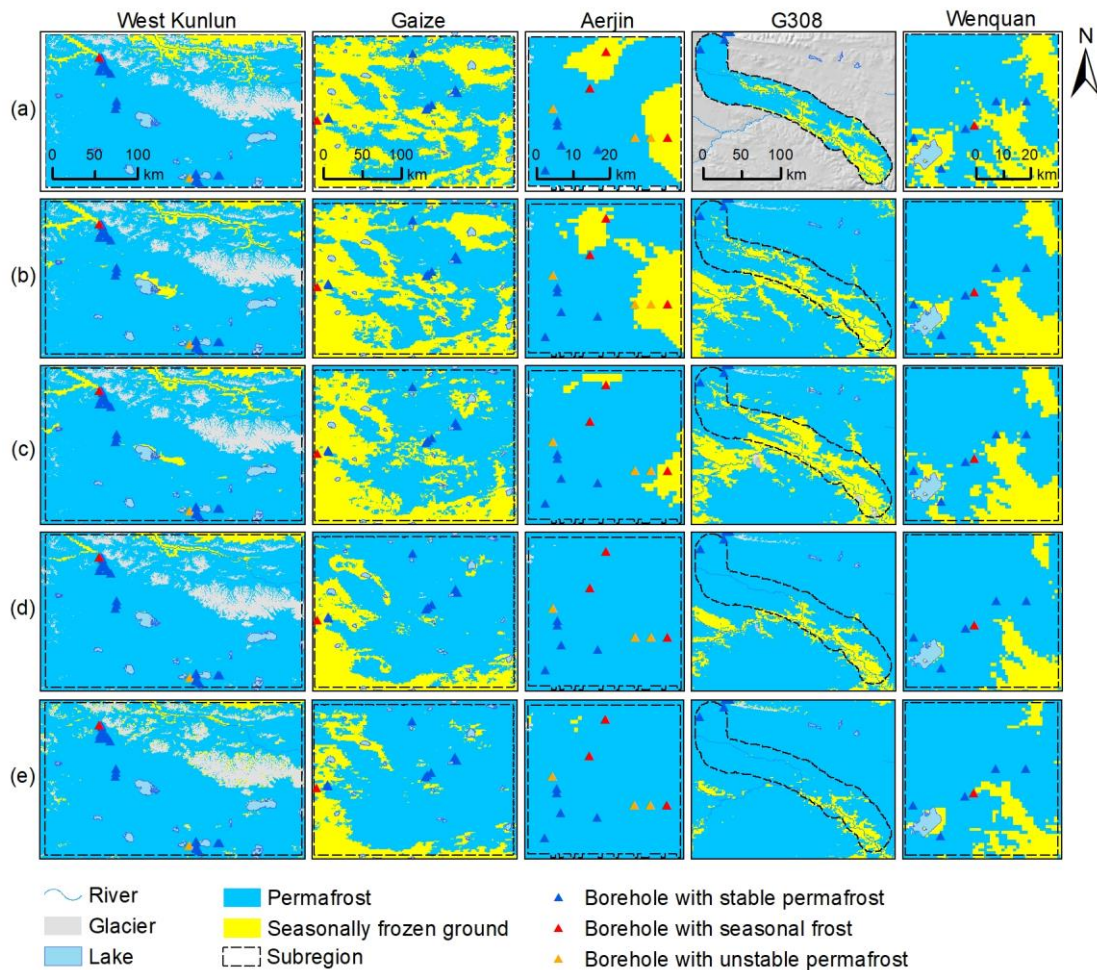 West Kunlun Gaize Aerjin G308 Wenquan
N
(a)
0 50 100
km
0 50 100
km
0 10 20
km
0 50 100
km
0 10 20
km
(b)
(c)
(d)
(e)
River Permafrost Borehole with stable permafrost
Glacier Seasonally frozen ground Borehole with seasonal frost
Lake Subregion Borehole with unstable permafrost